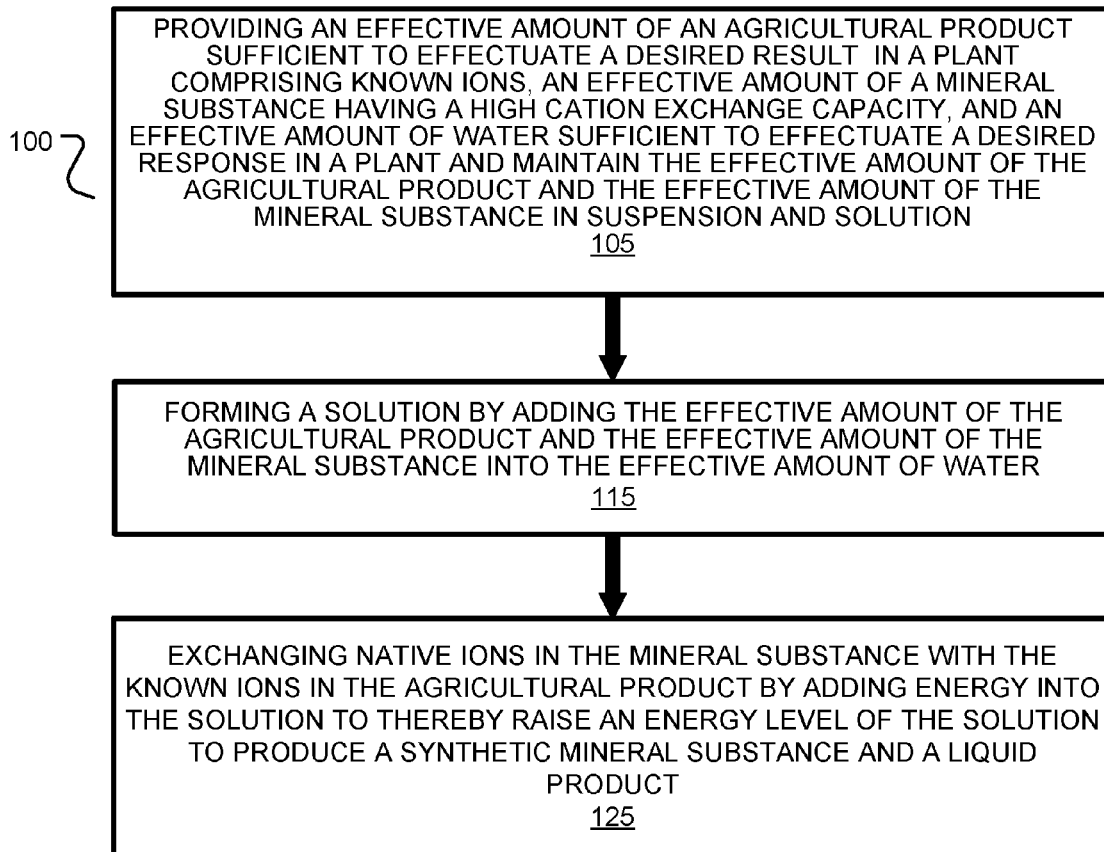 PROVIDING AN EFFECTIVE AMOUNT OF AN AGRICULTURAL PRODUCT
SUFFICIENT TO EFFECTUATE A DESIRED RESULT IN A PLANT
COMPRISING KNOWN IONS, AN EFFECTIVE AMOUNT OF A MINERAL
SUBSTANCE HAVING A HIGH CATION EXCHANGE CAPACITY, AND AN
EFFECTIVE AMOUNT OF WATER SUFFICIENT TO EFFECTUATE A DESIRED
RESPONSE IN A PLANT AND MAINTAIN THE EFFECTIVE AMOUNT OF THE
AGRICULTURAL PRODUCT AND THE EFFECTIVE AMOUNT OF THE
MINERAL SUBSTANCE IN SUSPENSION AND SOLUTION
105
100
FORMING A SOLUTION BY ADDING THE EFFECTIVE AMOUNT OF THE
AGRICULTURAL PRODUCT AND THE EFFECTIVE AMOUNT OF THE
MINERAL SUBSTANCE INTO THE EFFECTIVE AMOUNT OF WATER
115
EXCHANGING NATIVE IONS IN THE MINERAL SUBSTANCE WITH THE
KNOWN IONS IN THE AGRICULTURAL PRODUCT BY ADDING ENERGY INTO
THE SOLUTION TO THEREBY RAISE AN ENERGY LEVEL OF THE SOLUTION
TO PRODUCE A SYNTHETIC MINERAL SUBSTANCE AND A LIQUID
PRODUCT
125